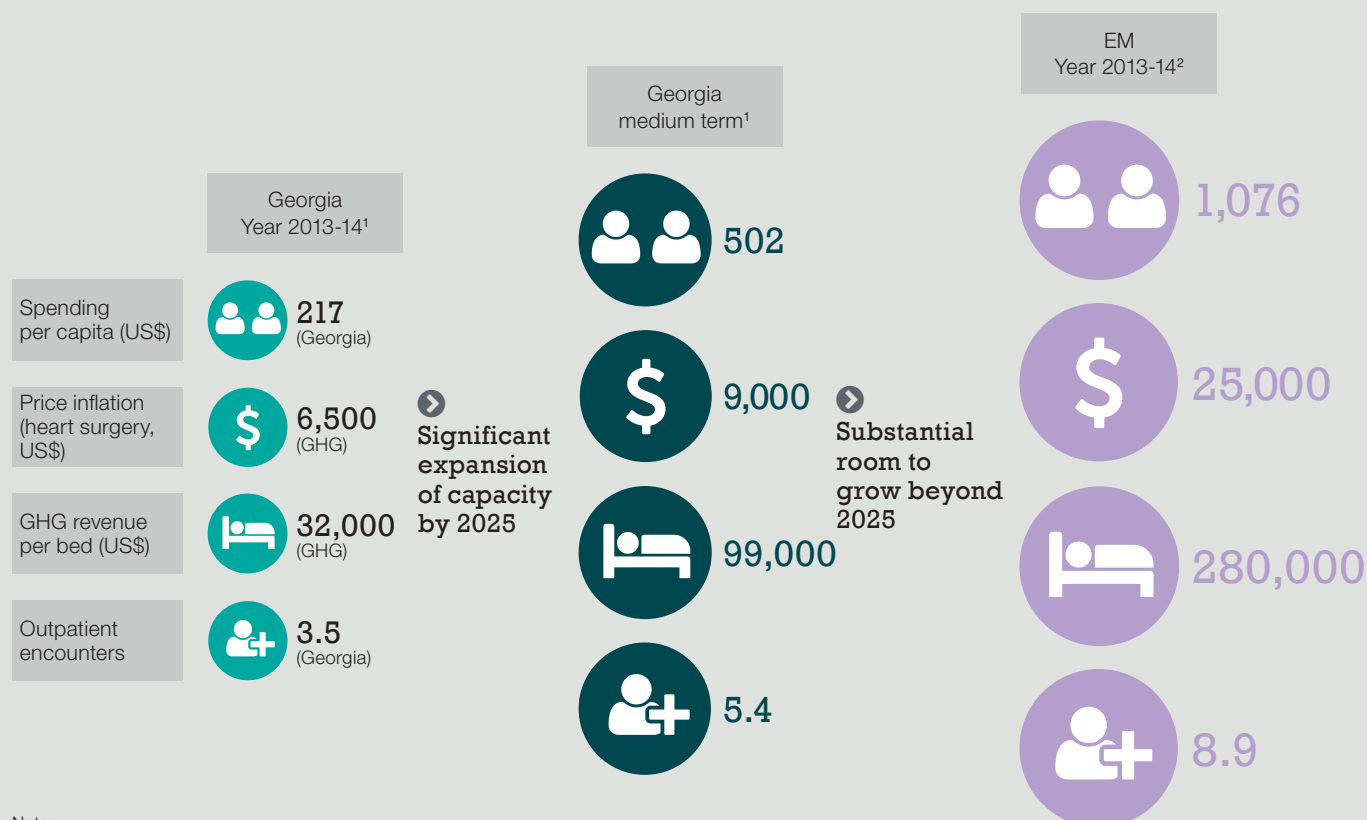 EM
Year 2013-14²
Georgia
medium term¹
Georgia
Year 2013-14¹
Spending
per capita (US$)
217
(Georgia)
502
1,076
Price inflation
(heart surgery,
US$)
6,500
(GHG)
9,000
25,000
GHG revenue
per bed (US$)
32,000
(GHG)
99,000
280,000
Outpatient
encounters
3.5
(Georgia)
5.4
8.9
Significant
expansion
of capacity
by 2025
Substantial
room to
grow beyond
2025